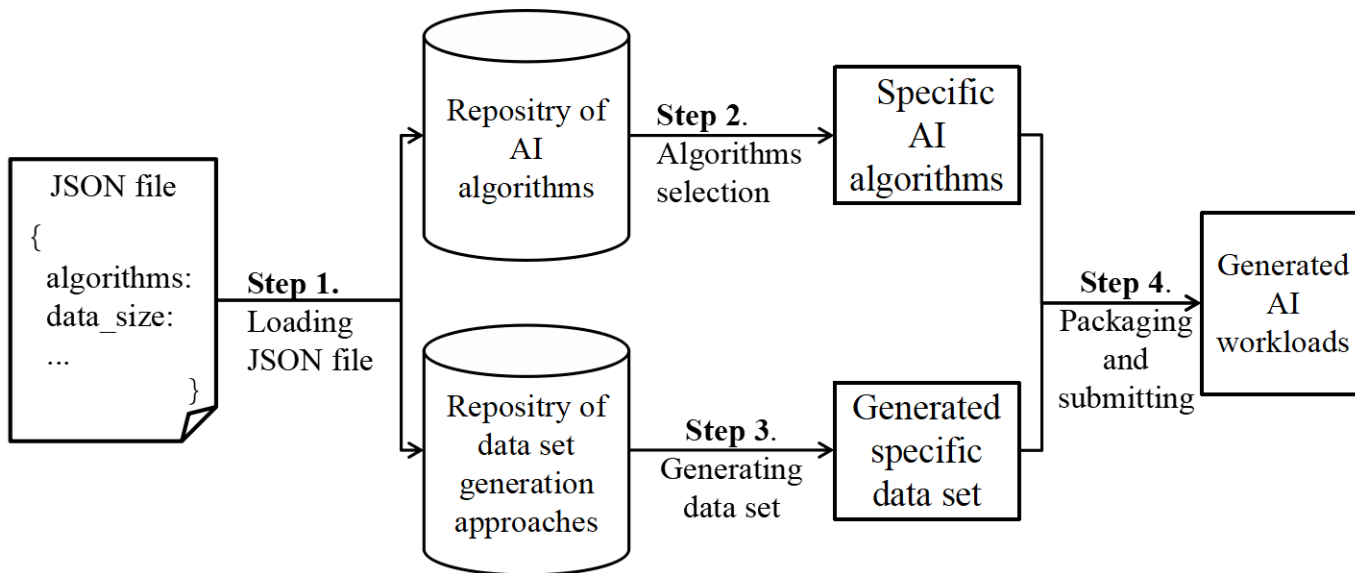 JSON file
{
algorithms:
data_size:
...
}
Step 1.
Loading
JSON file
Repositry of
AI
algorithms
Step 2.
Algorithms
selection
Specific
AI
algorithms
Repositry of
data set
generation
approaches
Step 3.
Generating
data set
Generated
specific
data set
Step 4.
Packaging
and
submitting
Generated
AI
workloads